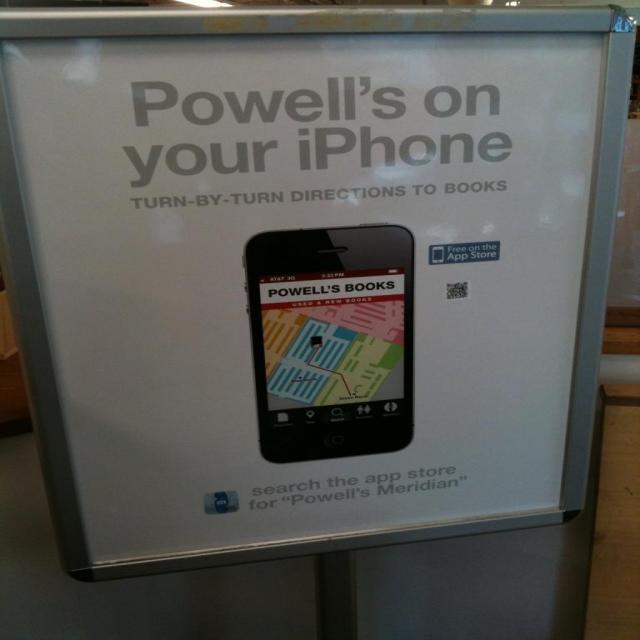 Powell's on
your iPhone
TURN-BY-TURN DIRECTIONS TO BOOKS
Free on the
App Store
AT&T 3G
POWELL'S BOOKS
USED & NEW BOOKS
search the app store
for "Powell's Meridian"